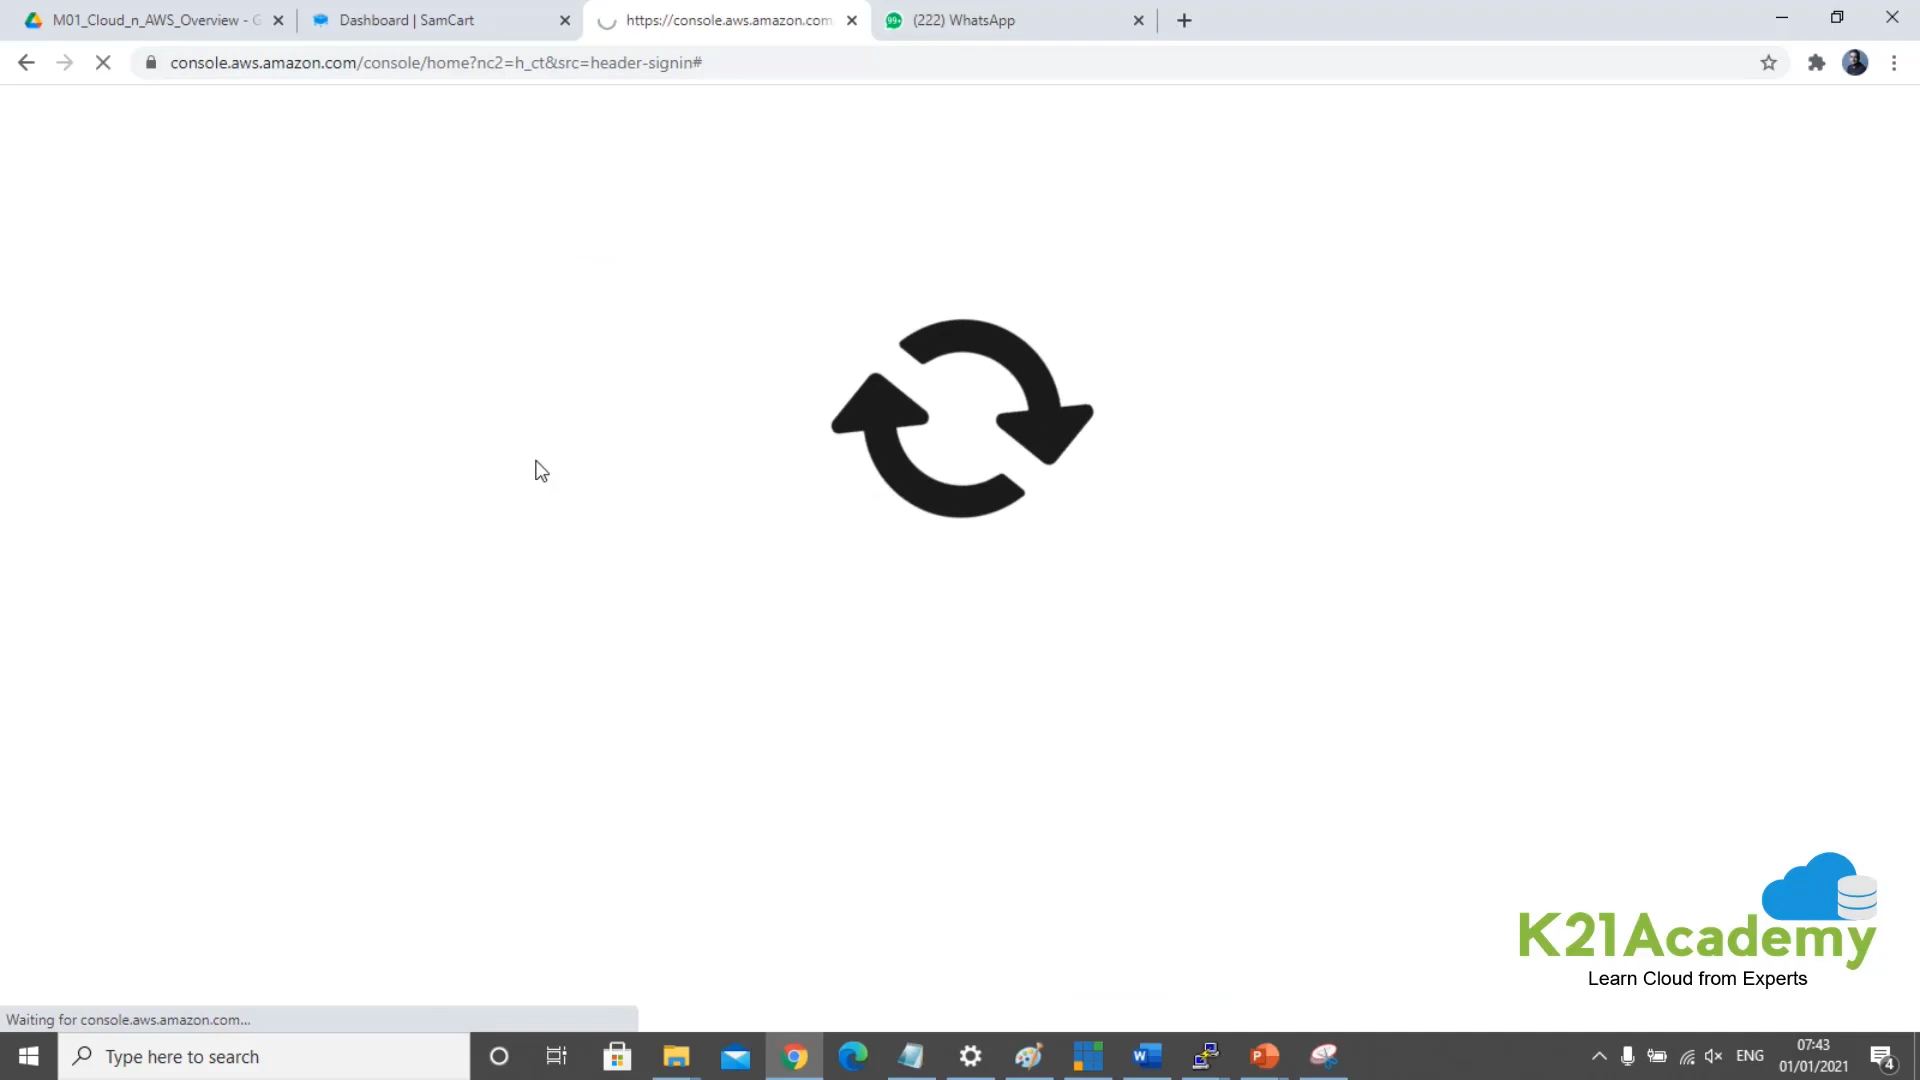 M01_Cloud_n_AWS_Overview - G
Dashboard | SamCart
https://console.aws.amazon.com
99+
(222) WhatsApp
console.aws.amazon.com/console/home?nc2=h_ct&src=header-signin#
K21Academy
Learn Cloud from Experts
Waiting for console.aws.amazon.com...
Type here to search
W
P
ENG
07:43
01/01/2021
4